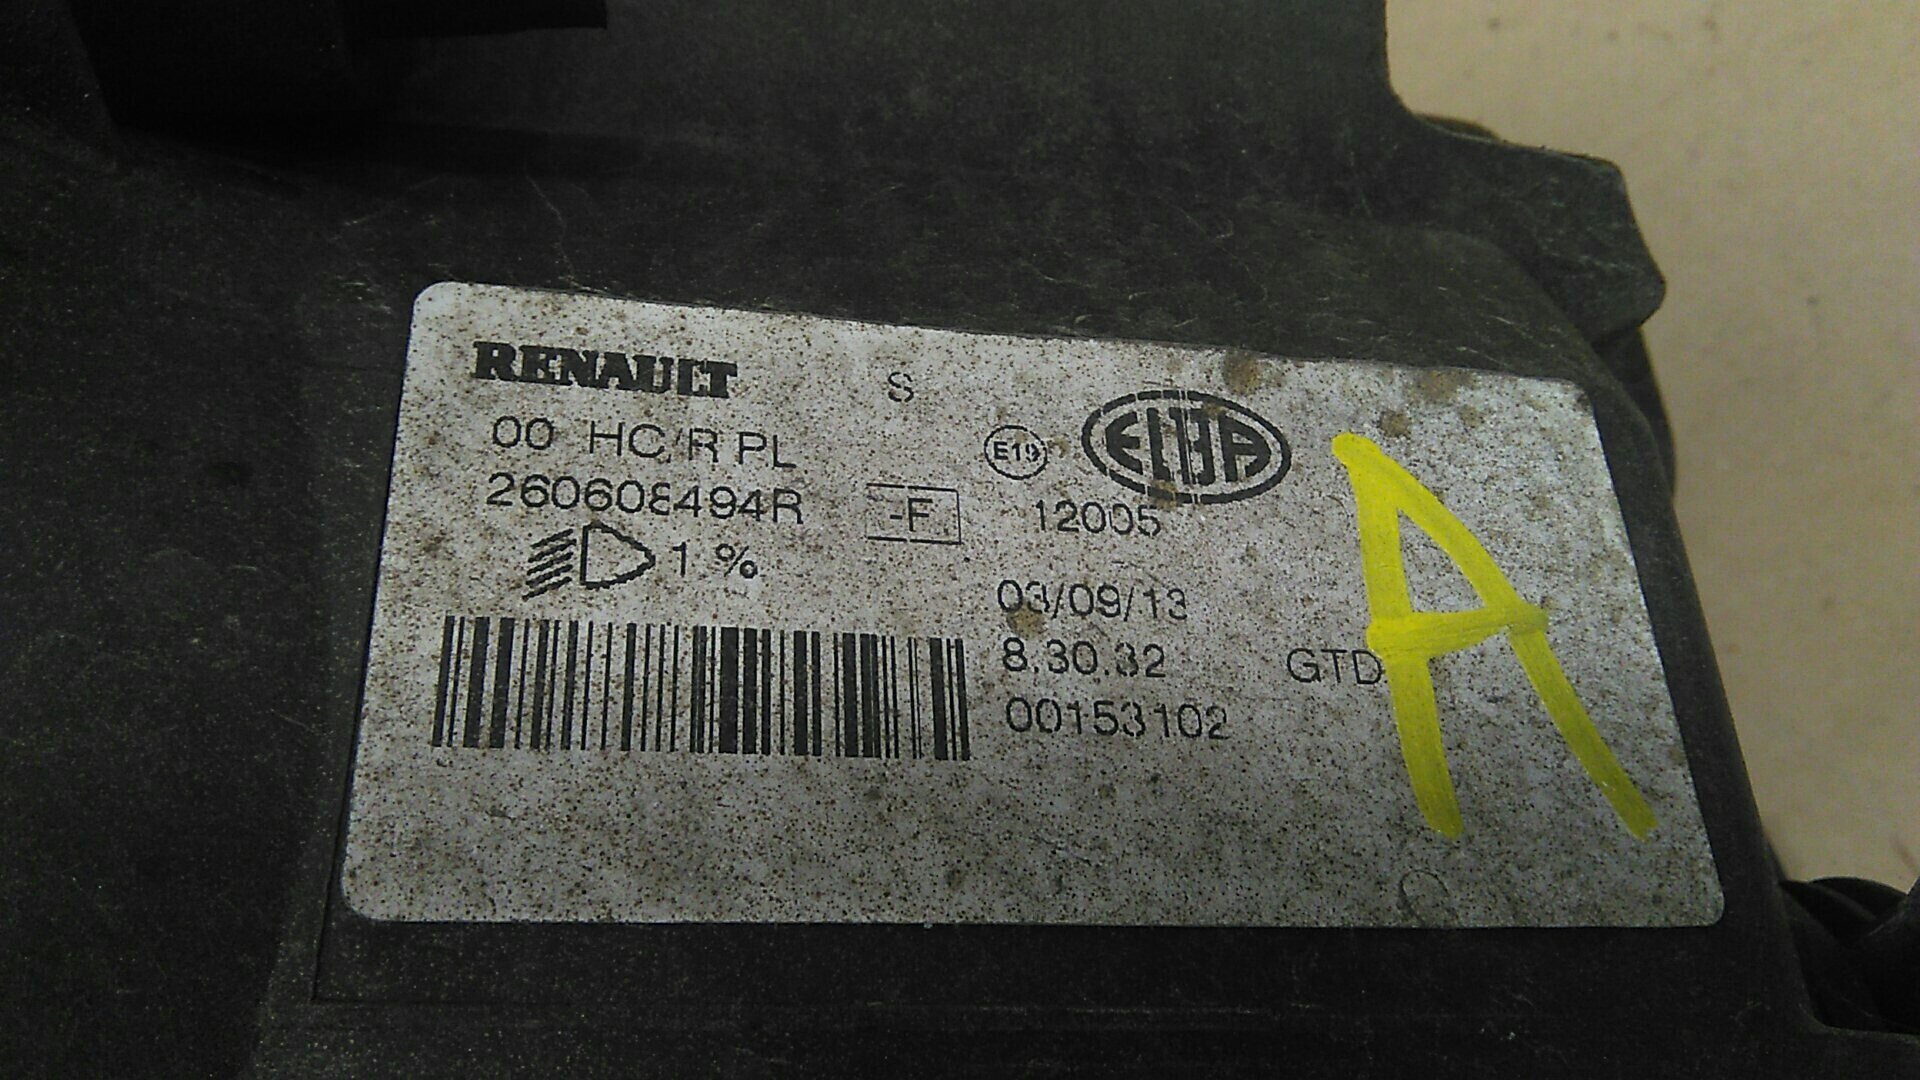 RENAULT S
00 HC/R PL E19 ELBA
260608494R -F 12005
1 %
03/09/13
8.30.32 GTD
00153102
A